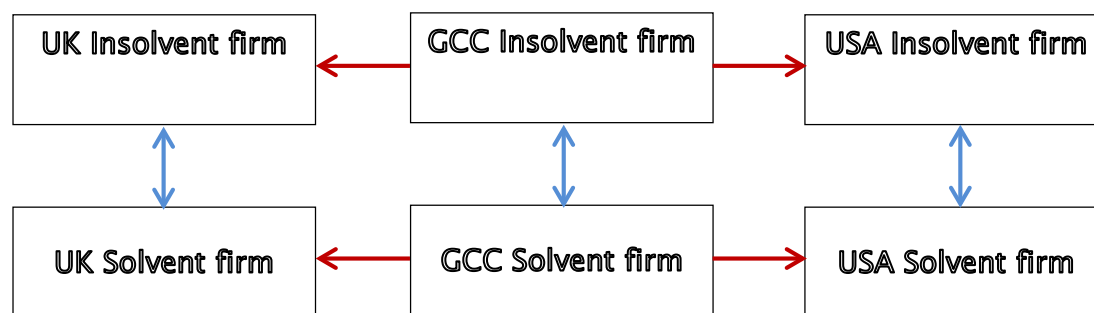 UK Insolvent firm
GCC Insolvent firm
USA Insolvent firm
UK Solvent firm
GCC Solvent firm
USA Solvent firm